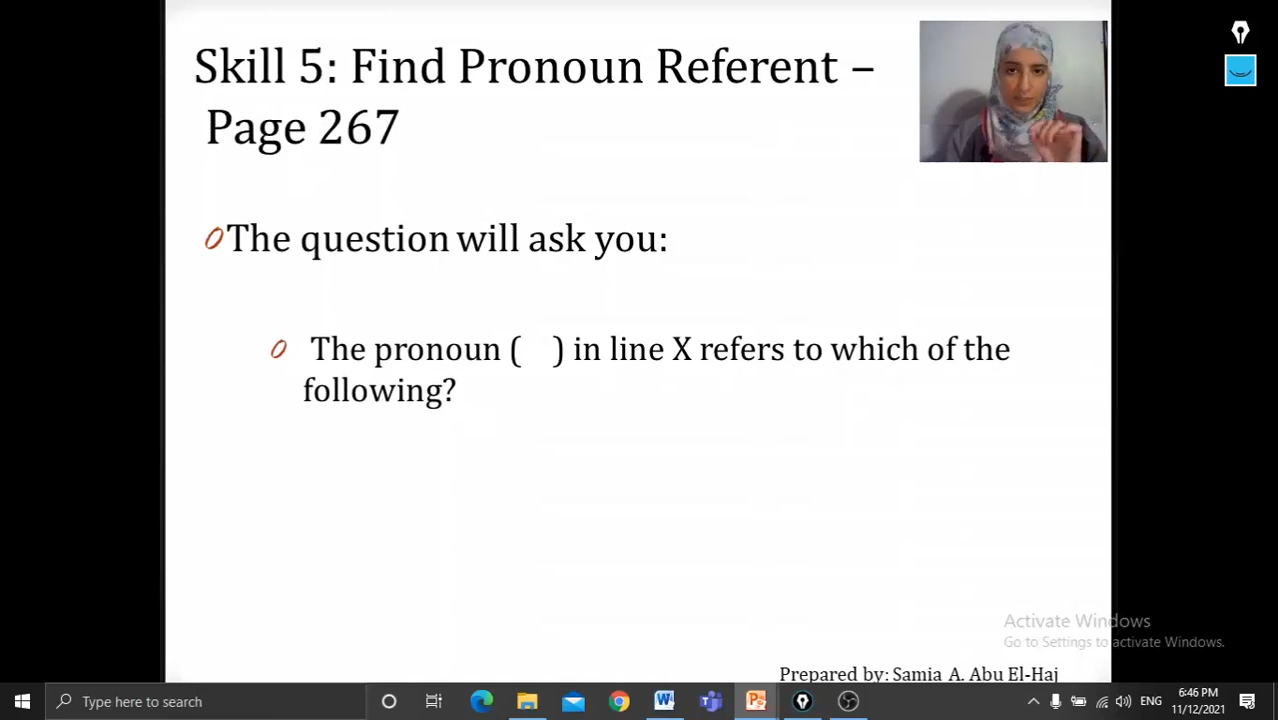 Skill 5: Find Pronoun Referent –
Page 267
The question will ask you:
The pronoun ( ) in line X refers to which of the
following?
Activate Windows
Go to Settings to activate Windows.
Prepared by: Samia A. Abu El-Haj
Type here to search
ENG
6:46 PM
11/12/2021